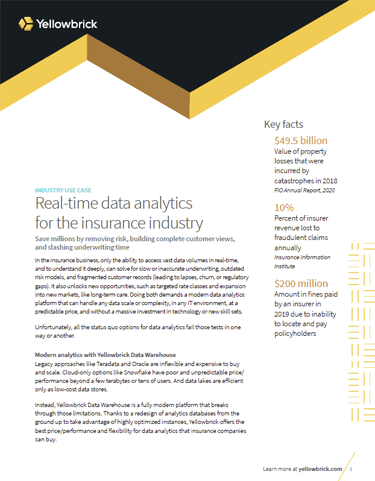 Yellowbrick
Key facts
$49.5 billion
Value of property
losses that were
incurred by
catastrophes in 2018
FIO Annual Report, 2020
10%
Percent of insurer
revenue lost to
fraudulent claims
annually
Insurance Information
Institute
$200 million
Amount in fines paid
by an insurer in
2019 due to inability
to locate and pay
policyholders
INDUSTRY USE CASE
Real-time data analytics
for the insurance industry
Save millions by removing risk, building complete customer views,
and slashing underwriting time
In the insurance business, only the ability to access vast data volumes in real-time,
and to understand it deeply, can solve for slow or inaccurate underwriting, outdated
risk models, and fragmented customer records (leading to lapses, churn, or regulatory
gaps). It also unlocks new opportunities, such as targeted rate classes and expansion
into new markets, like long-term care. Doing both demands a modern data analytics
platform that can handle any data scale or complexity, in any IT environment, at a
predictable price, and without a massive investment in technology or new skill sets.
Unfortunately, all the status quo options for data analytics fail those tests in one
way or another.
Modern analytics with Yellowbrick Data Warehouse
Legacy approaches like Teradata and Oracle are inflexible and expensive to buy
and scale. Cloud-only options like Snowflake have poor and unpredictable price/
performance beyond a few terabytes or tens of users. And data lakes are efficient
only as low-cost data stores.
Instead, Yellowbrick Data Warehouse is a fully modern platform that breaks
through those limitations. Thanks to a redesign of analytics databases from the
ground up to take advantage of highly optimized instances, Yellowbrick offers the
best price/performance and flexibility for data analytics that insurance companies
can buy.
Learn more at yellowbrick.com 1